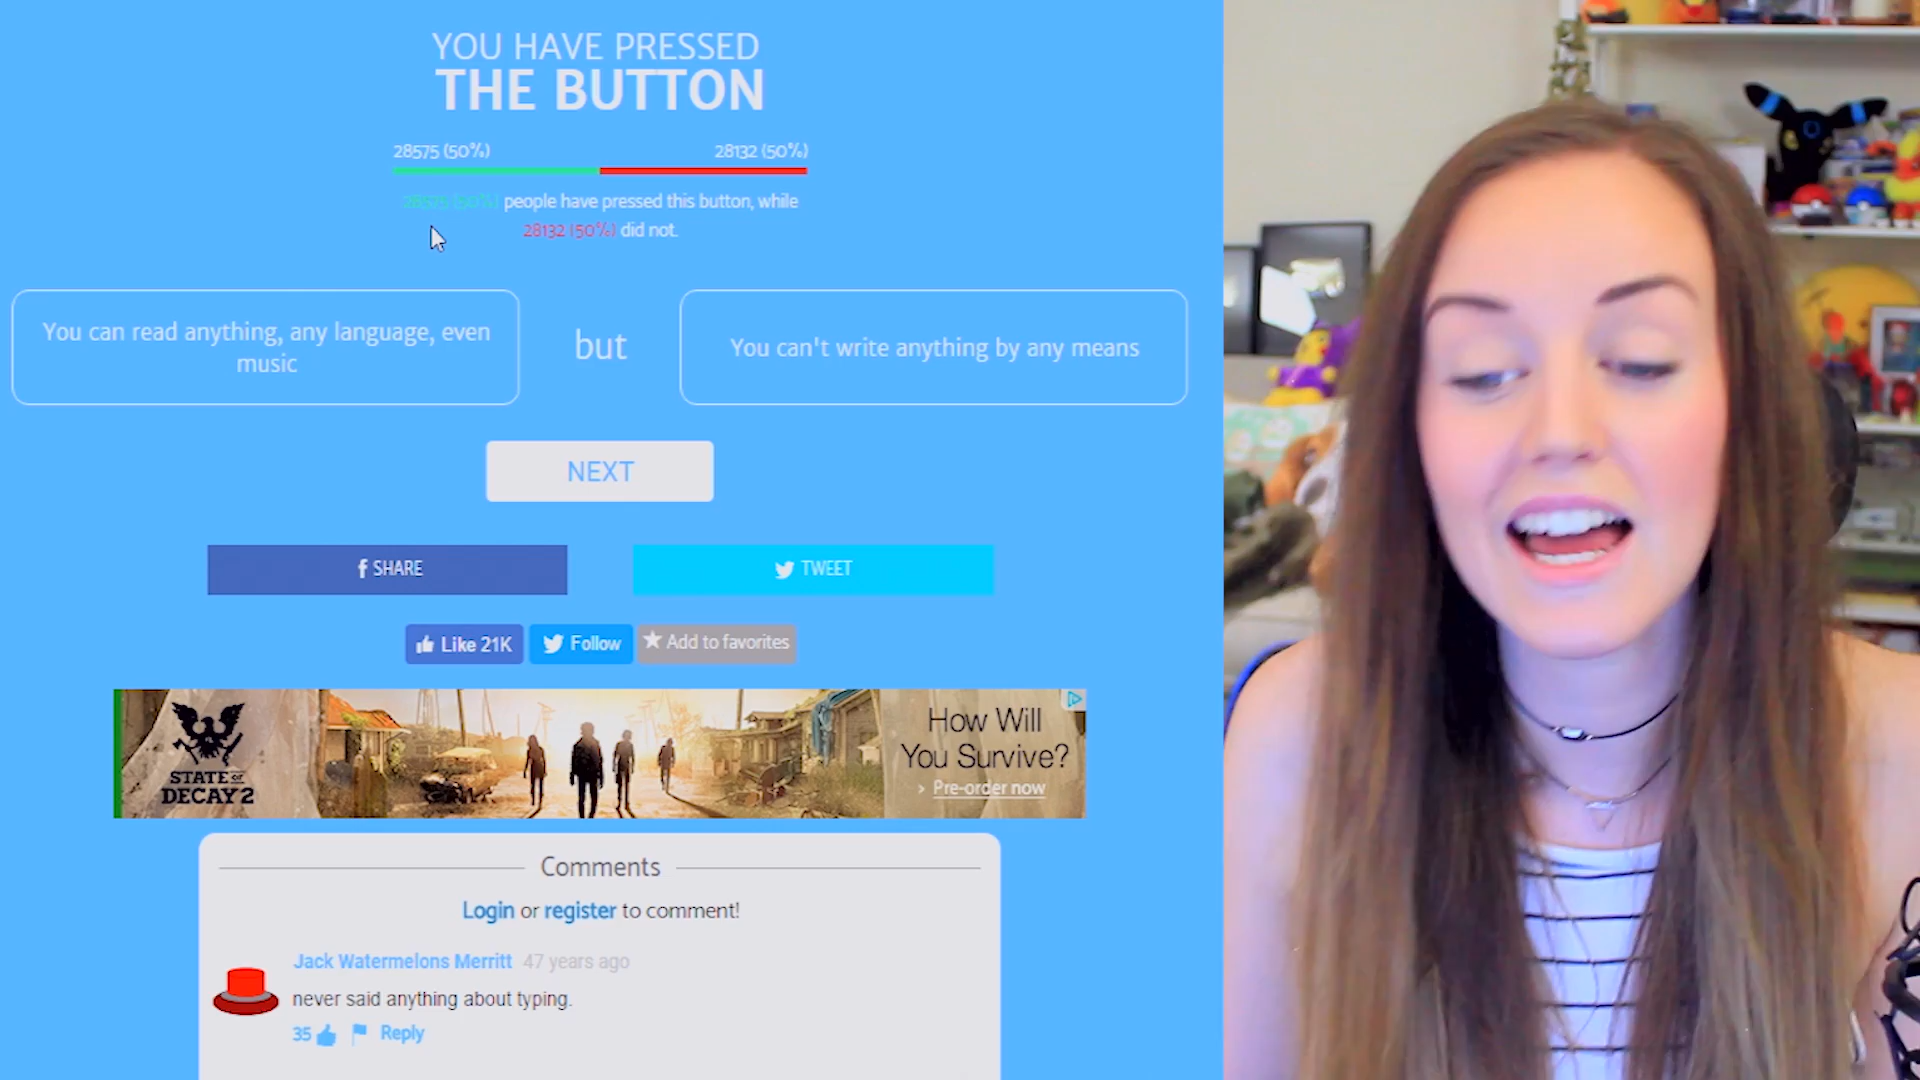 YOU HAVE PRESSED
THE BUTTON
28575 (50%) 28132 (50%)
28575 (50%) people have pressed this button, while
28132 (50%) did not.
You can read anything, any language, even
music
but
You can't write anything by any means
NEXT
SHARE
TWEET
Like 21K
Follow
Add to favorites
STATE OF
DECAY 2
How Will
You Survive?
› Pre-order now
Comments
Login or register to comment!
Jack Watermelons Merritt 47 years ago
never said anything about typing.
35 Reply